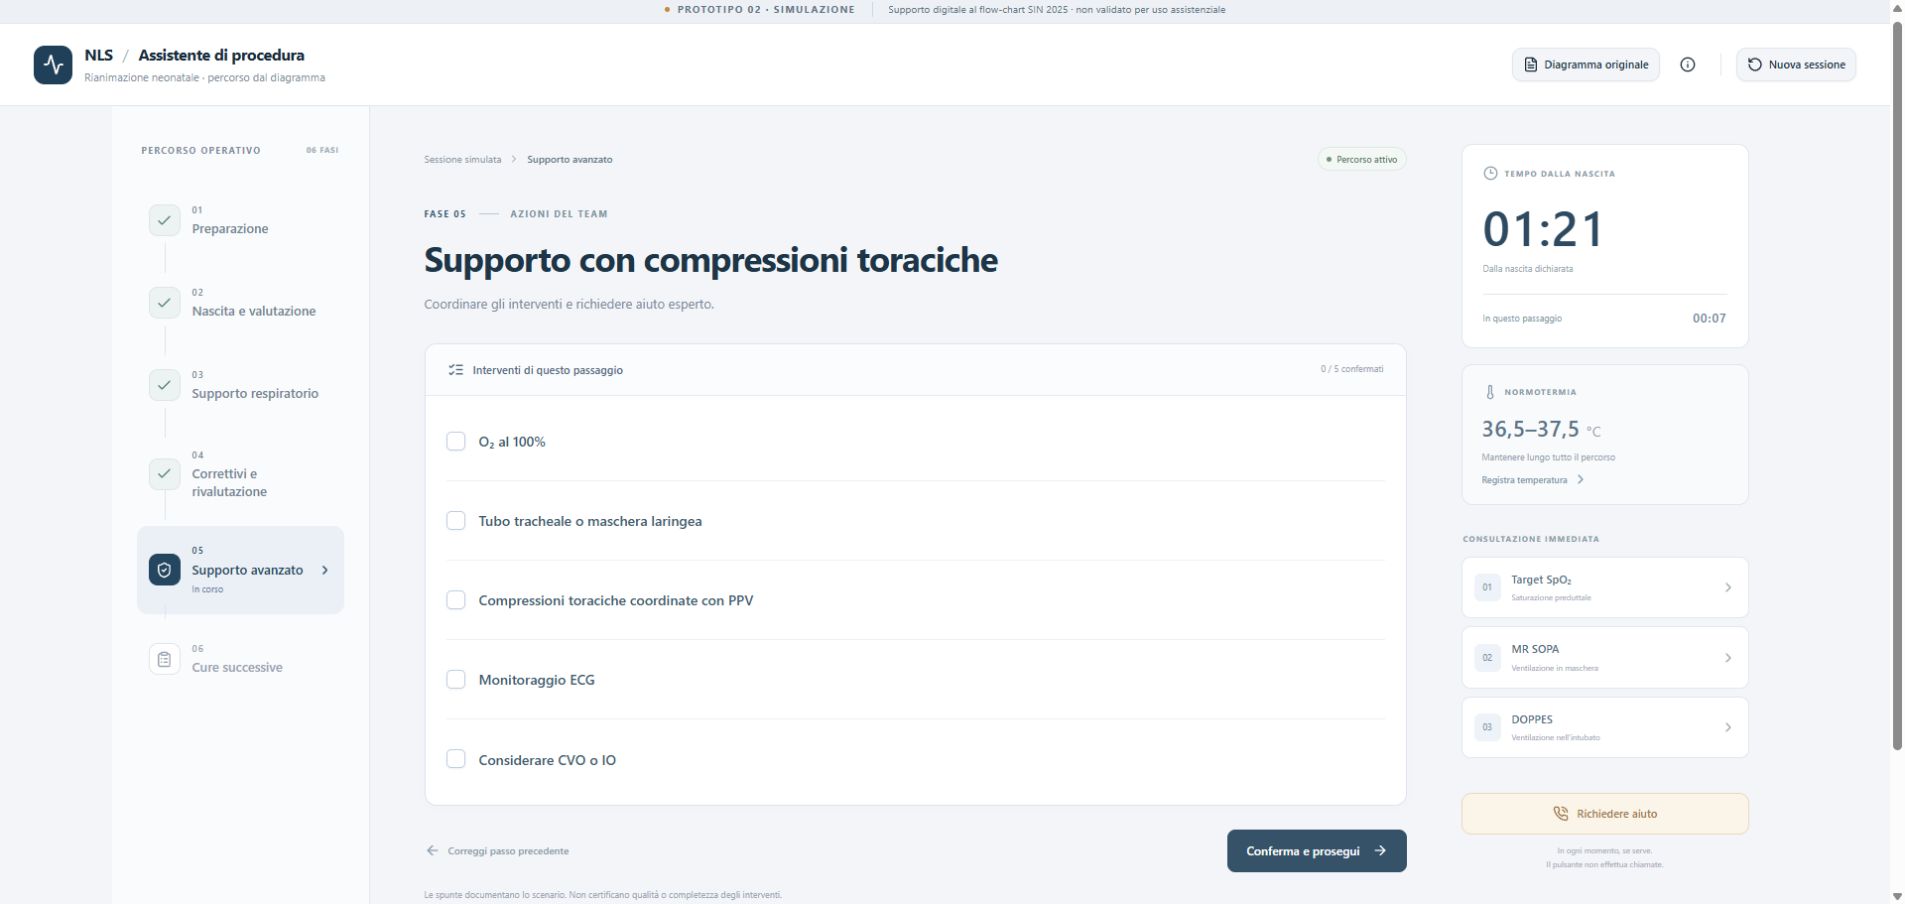 PROTOTIPO 02 · SIMULAZIONE
Supporto digitale al flow-chart SIN 2025 · non validato per uso assistenziale
NLS / Assistente di procedura
Rianimazione neonatale · percorso dal diagramma
Diagramma originale
Nuova sessione
PERCORSO OPERATIVO
06 FASI
01
Preparazione
02
Nascita e valutazione
03
Supporto respiratorio
04
Correttivi e
rivalutazione
05
Supporto avanzato
In corso
06
Cure successive
Sessione simulata > Supporto avanzato
Percorso attivo
FASE 05 — AZIONI DEL TEAM
Supporto con compressioni toraciche
Coordinare gli interventi e richiedere aiuto esperto.
Interventi di questo passaggio
0 / 5 confermati
O₂ al 100%
Tubo tracheale o maschera laringea
Compressioni toraciche coordinate con PPV
Monitoraggio ECG
Considerare CVO o IO
Correggi passo precedente
Conferma e prosegui
Le spunte documentano lo scenario. Non certificano qualità o completezza degli interventi.
TEMPO DALLA NASCITA
01:21
Dalla nascita dichiarata
In questo passaggio
00:07
NORMOTERMIA
36,5–37,5 °C
Mantenere lungo tutto il percorso
Registra temperatura
CONSULTAZIONE IMMEDIATA
01
Target SpO₂
Saturazione preduttale
02
MR SOPA
Ventilazione in maschera
03
DOPPES
Ventilazione nell'intubato
Richiedere aiuto
In ogni momento, se serve.
Il pulsante non effettua chiamate.